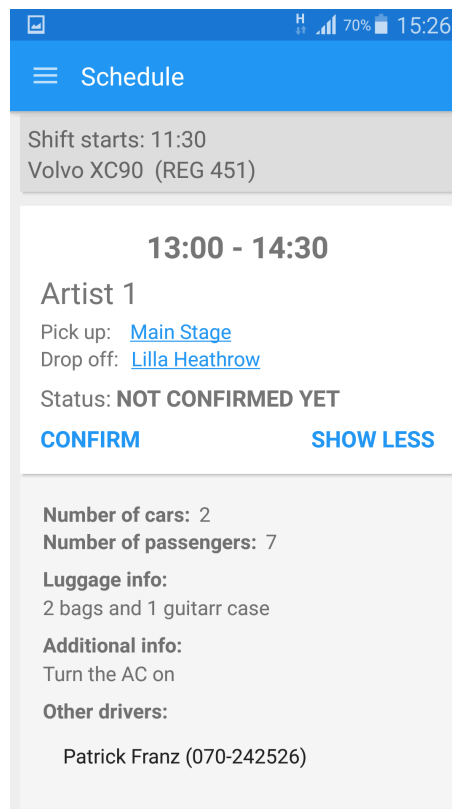 H 70% 15:26
Schedule
Shift starts: 11:30
Volvo XC90 (REG 451)
13:00 - 14:30
Artist 1
Pick up: Main Stage
Drop off: Lilla Heathrow
Status: NOT CONFIRMED YET
CONFIRM SHOW LESS
Number of cars: 2
Number of passengers: 7
Luggage info:
2 bags and 1 guitarr case
Additional info:
Turn the AC on
Other drivers:
Patrick Franz (070-242526)